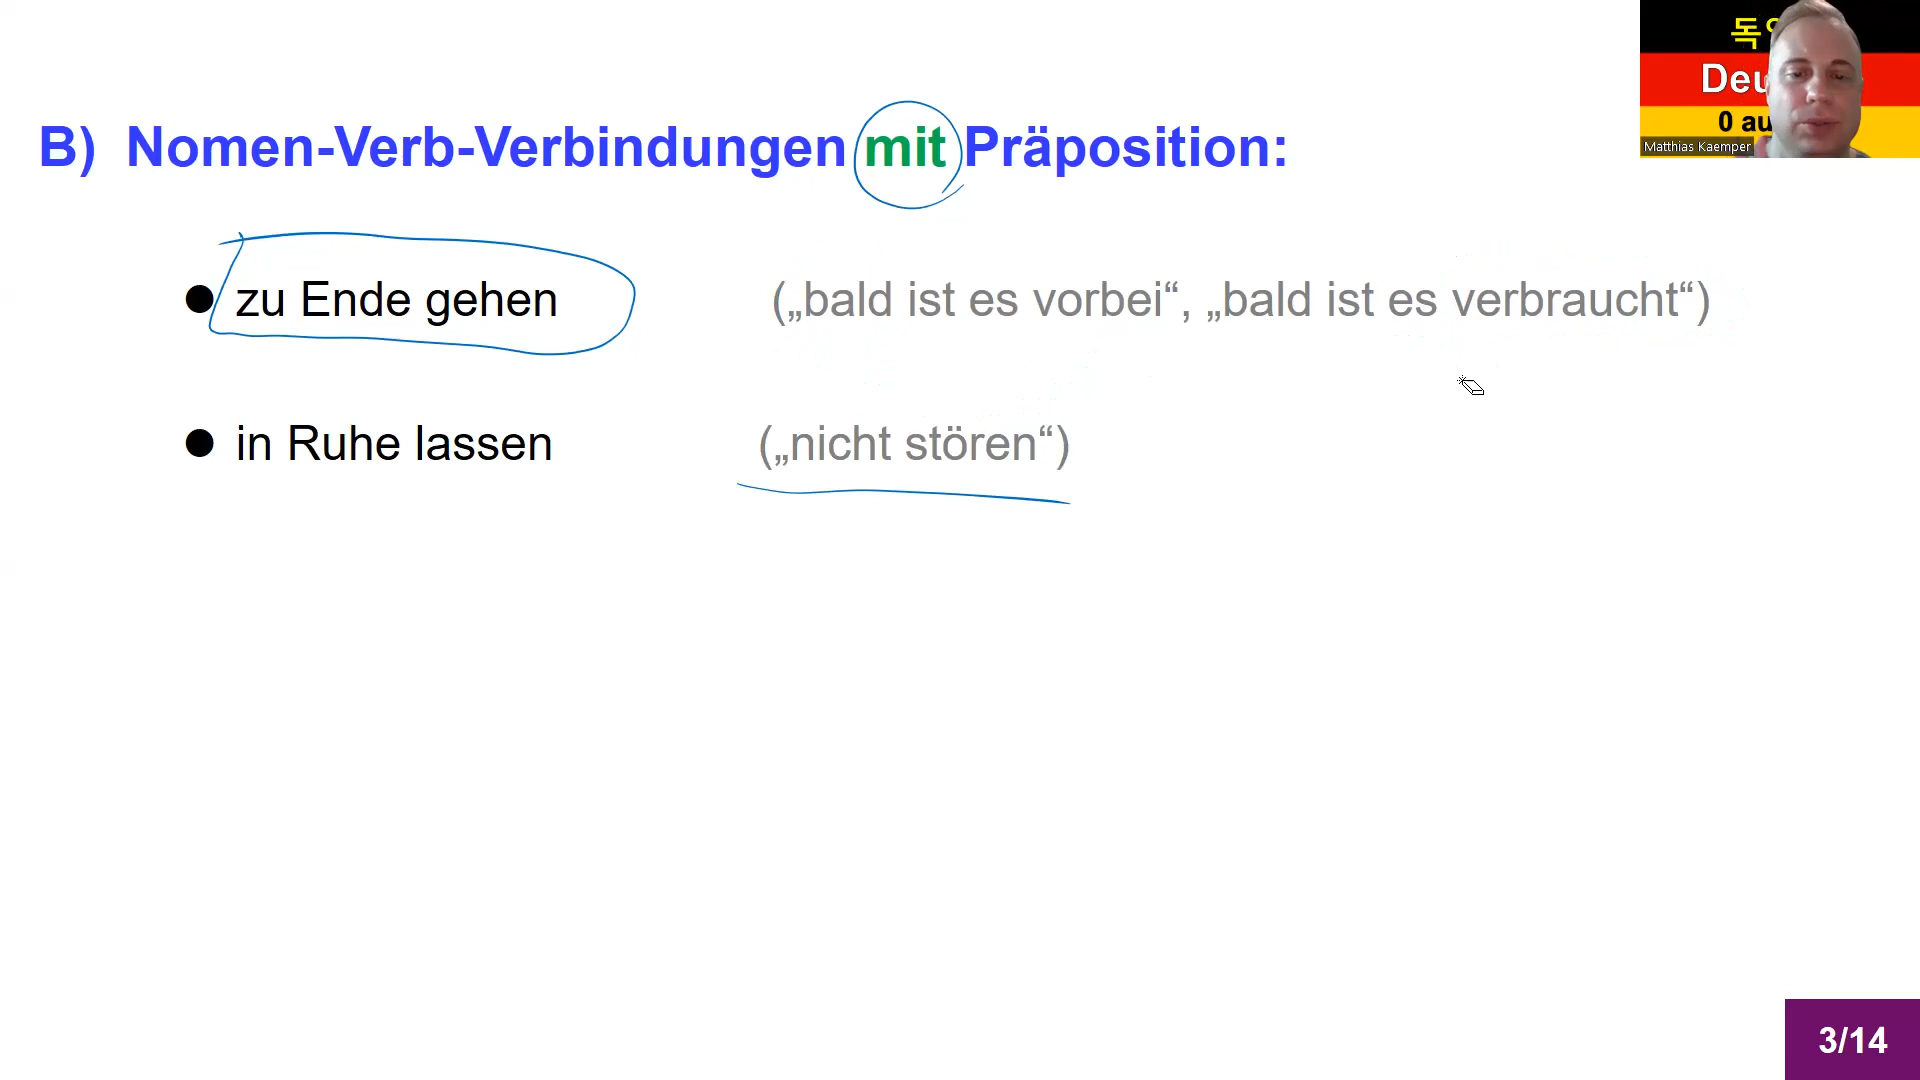 독
Deu
0 au
Matthias Kaemper
B) Nomen-Verb-Verbindungen mit Präposition:
● zu Ende gehen („bald ist es vorbei“, „bald ist es verbraucht“)
● in Ruhe lassen („nicht stören“)
3/14